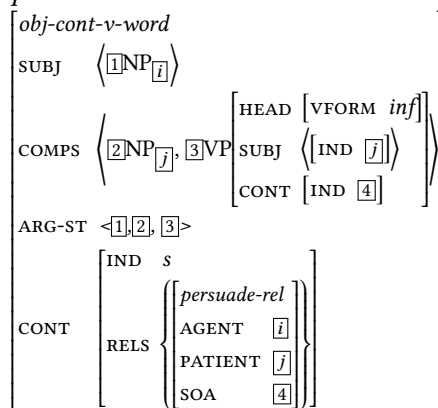 obj-cont-v-word
SUBJ ⟨1NP i⟩
HEAD [VFORM inf]
COMPS ⟨2NP j, 3VP SUBJ ⟨[IND j]⟩⟩
CONT [IND 4]
ARG-ST <1,2, 3>
IND s
persuade-rel
AGENT i
CONT RELS
PATIENT j
SOA 4